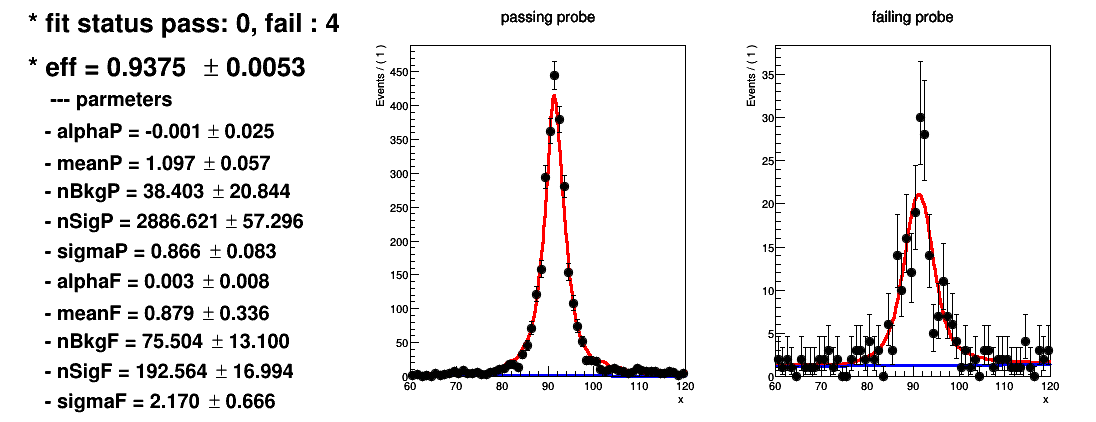 * fit status pass: 0, fail : 4
* eff = 0.9375 ± 0.0053
--- parmeters
- alphaP = -0.001 ± 0.025
- meanP = 1.097 ± 0.057
- nBkgP = 38.403 ± 20.844
- nSigP = 2886.621 ± 57.296
- sigmaP = 0.866 ± 0.083
- alphaF = 0.003 ± 0.008
- meanF = 0.879 ± 0.336
- nBkgF = 75.504 ± 13.100
- nSigF = 192.564 ± 16.994
- sigmaF = 2.170 ± 0.666
passing probe
Events / ( 1 )
450
400
350
300
250
200
150
100
50
0
60 70 80 90 100 110 120
x
failing probe
Events / ( 1 )
35
30
25
20
15
10
5
0
60 70 80 90 100 110 120
x